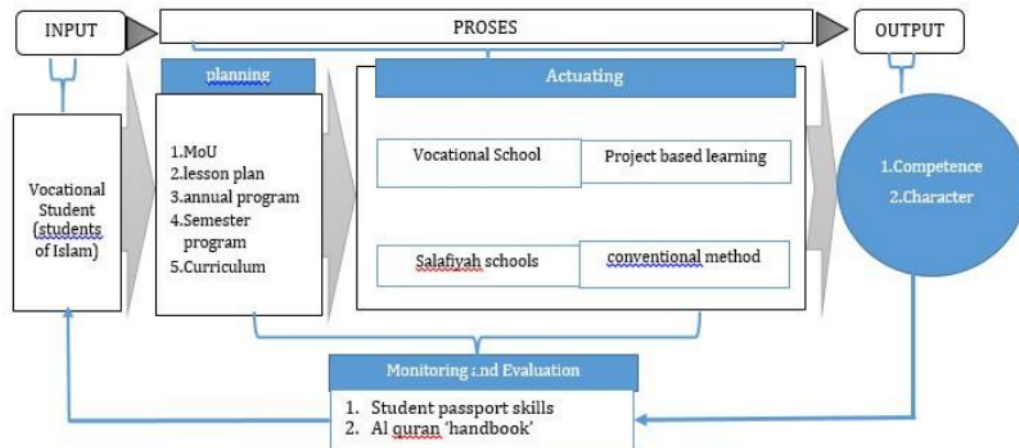 INPUT
PROSES
OUTPUT
planning
Actuating
Vocational
Student
(students
of Islam)
1.MoU
2.lesson plan
3.annual program
4.Semester
program
5.Curriculum
Vocational School
Project based learning
Salafiyah schools
conventional method
1.Competence
2.Character
Monitoring and Evaluation
1. Student passport skills
2. Al quran ‘handbook’